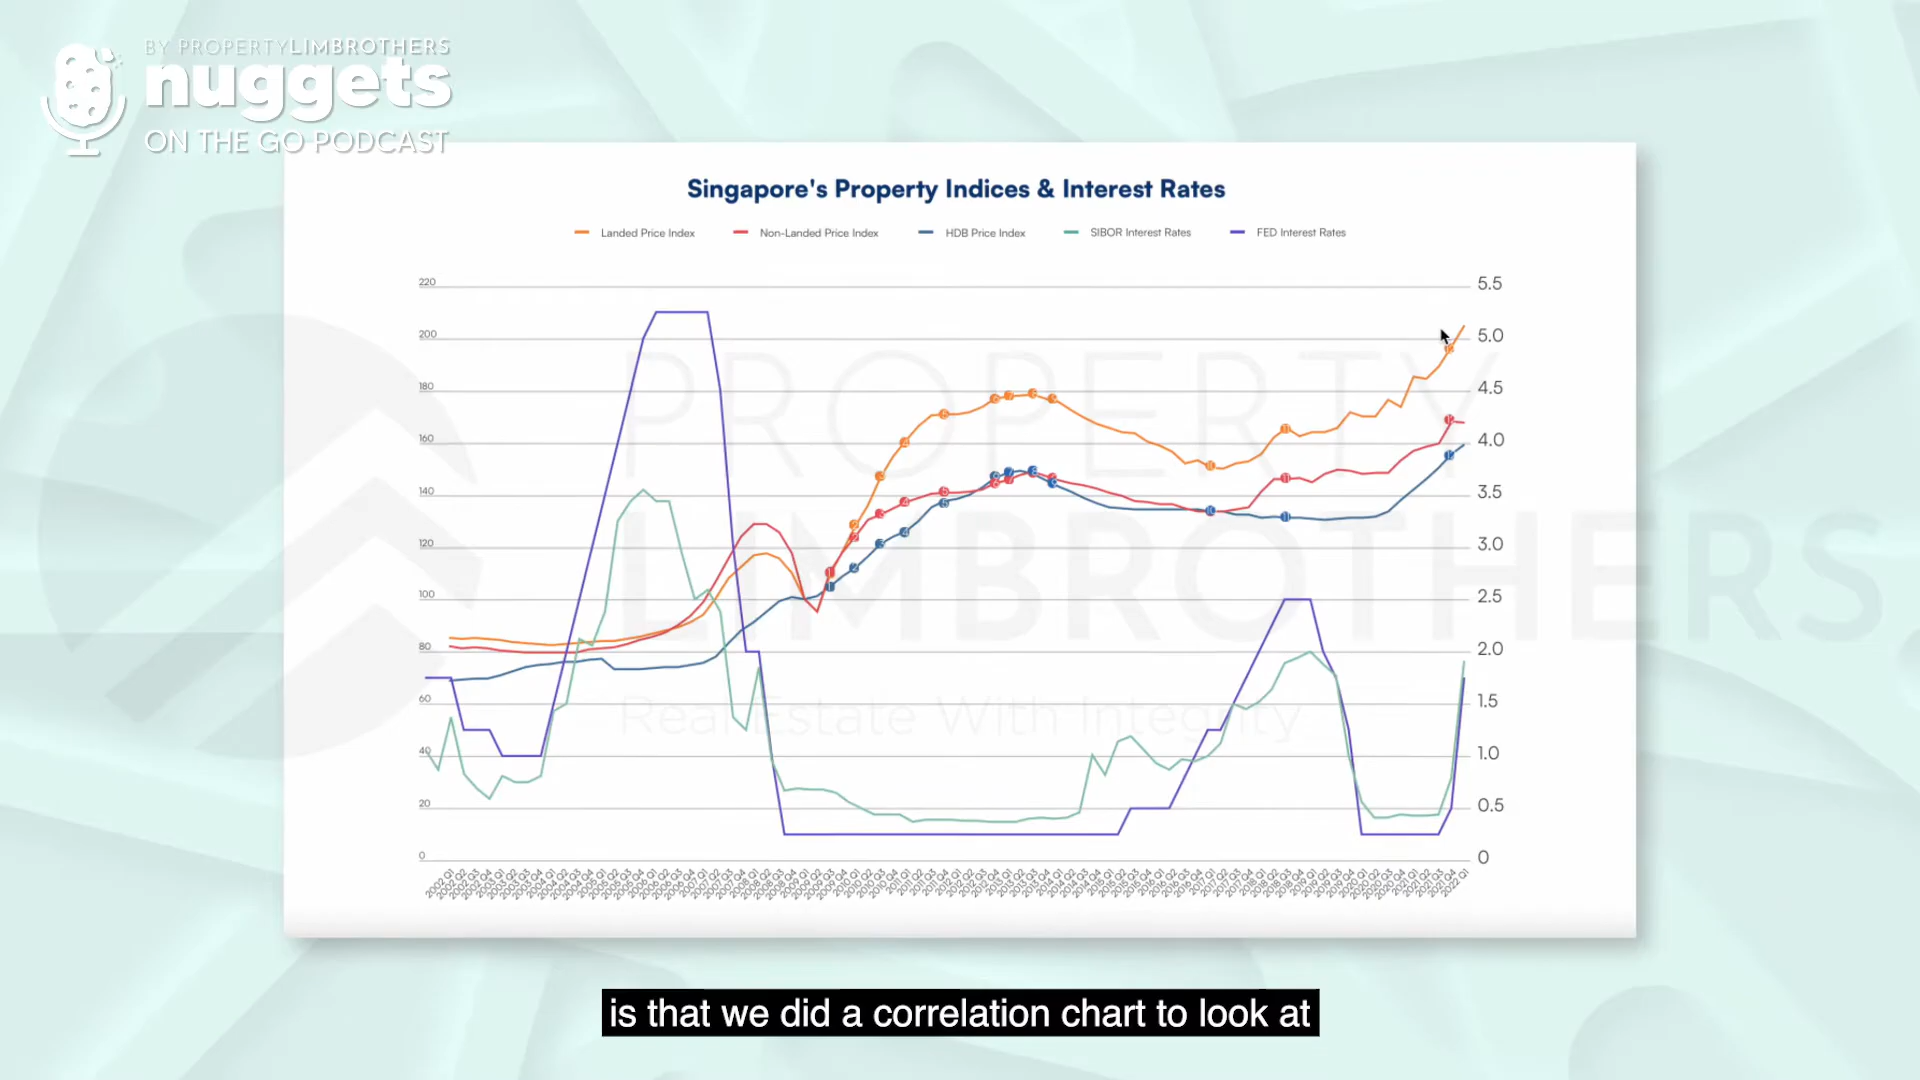 BY PROPERTYLIMBROTHERS
nuggets
ON THE GO PODCAST
Singapore's Property Indices & Interest Rates
Landed Price Index
Non-Landed Price Index
HDB Price Index
SIBOR Interest Rates
FED Interest Rates
220
200
180
160
140
120
100
80
60
40
20
0
5.5
5.0
4.5
4.0
3.5
3.0
2.5
2.0
1.5
1.0
0.5
0
PROPERTY
LIMBROTHERS
Real Estate With Integrity
is that we did a correlation chart to look at